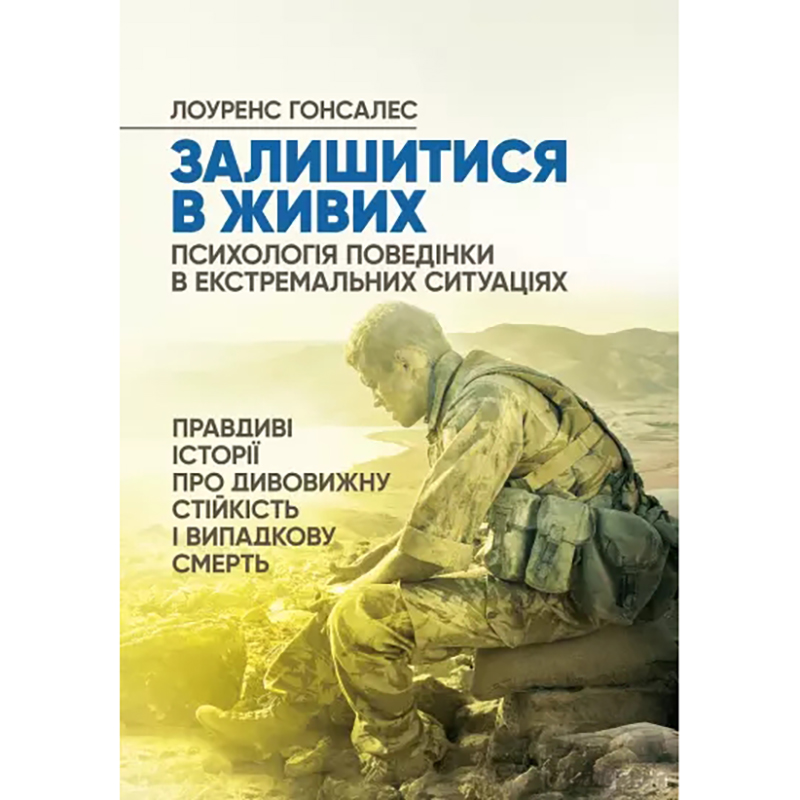 ЛОУРЕНС ГОНСАЛЕС
ЗАЛИШИТИСЯ
В ЖИВИХ
ПСИХОЛОГІЯ ПОВЕДІНКИ
В ЕКСТРЕМАЛЬНИХ СИТУАЦІЯХ
ПРАВДИВІ
ІСТОРІЇ
ПРО ДИВОВИЖНУ
СТІЙКІСТЬ
І ВИПАДКОВУ
СМЕРТЬ